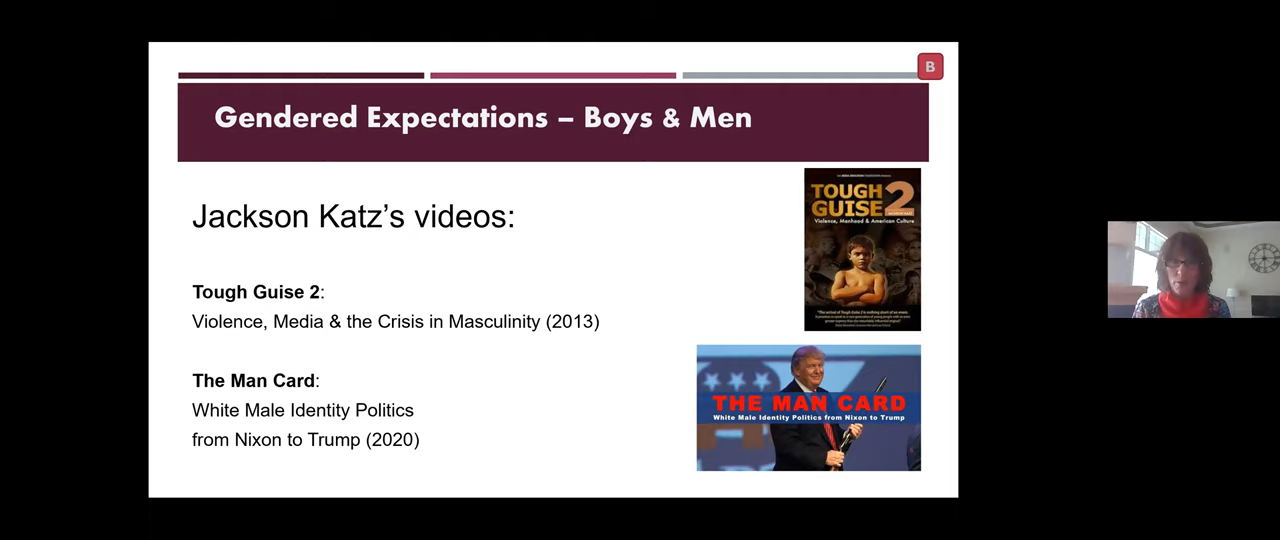 B
Gendered Expectations – Boys & Men
Jackson Katz’s videos:
Tough Guise 2:
Violence, Media & the Crisis in Masculinity (2013)
The Man Card:
White Male Identity Politics
from Nixon to Trump (2020)
TOUGH
GUISE 2
Violence, Manhood & American Culture
THE MAN CARD
White Male Identity Politics from Nixon to Trump